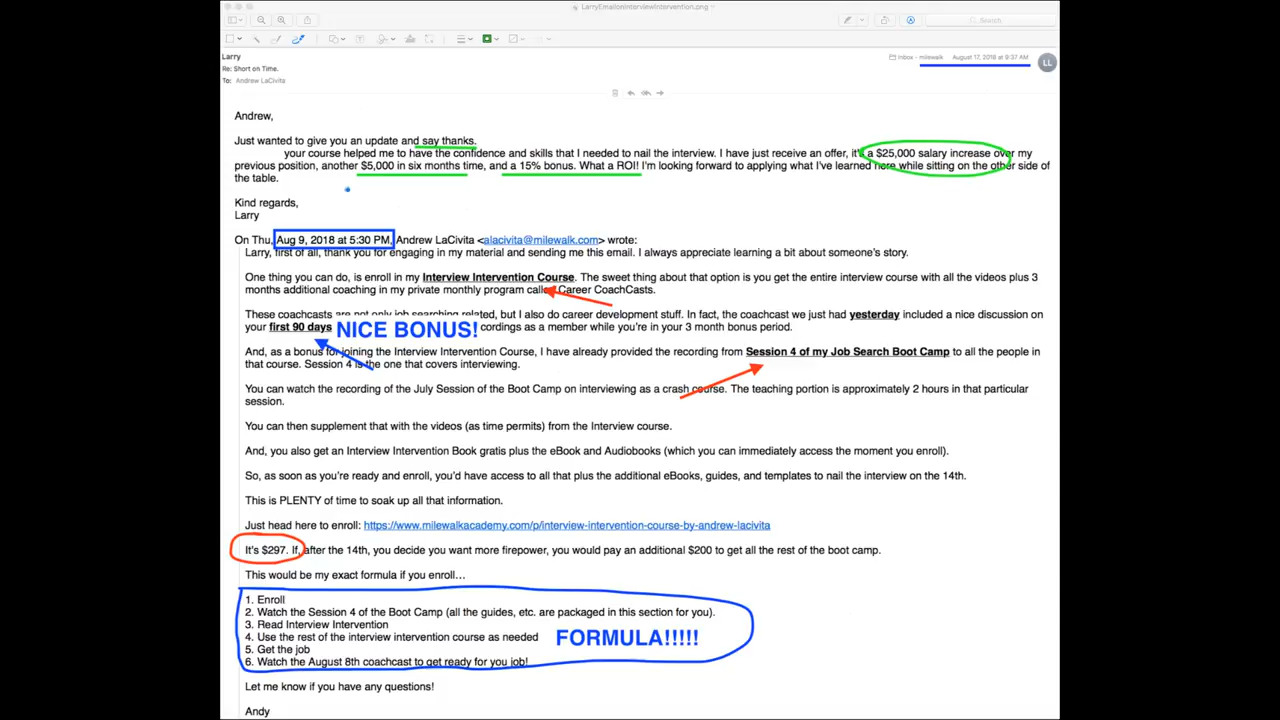 LarryEmailonInterviewIntervention.png
Search
Larry
Inbox - milewalk August 17, 2018 at 9:37 AM
LL
Re: Short on Time.
To: Andrew LaCivita
Andrew,
Just wanted to give you an update and say thanks.
your course helped me to have the confidence and skills that I needed to nail the interview. I have just receive an offer, it's a $25,000 salary increase over my
previous position, another $5,000 in six months time, and a 15% bonus. What a ROI! I'm looking forward to applying what I've learned here while sitting on the other side of
the table.
Kind regards,
Larry
On Thu, Aug 9, 2018 at 5:30 PM, Andrew LaCivita <alacivita@milewalk.com> wrote:
Larry, first of all, thank you for engaging in my material and sending me this email. I always appreciate learning a bit about someone's story.
One thing you can do, is enroll in my Interview Intervention Course. The sweet thing about that option is you get the entire interview course with all the videos plus 3
months additional coaching in my private monthly program called Career CoachCasts.
These coachcasts are not only job searching related, but I also do career development stuff. In fact, the coachcast we just had yesterday included a nice discussion on
your first 90 days NICE BONUS! cordings as a member while you're in your 3 month bonus period.
And, as a bonus for joining the Interview Intervention Course, I have already provided the recording from Session 4 of my Job Search Boot Camp to all the people in
that course. Session 4 is the one that covers interviewing.
You can watch the recording of the July Session of the Boot Camp on interviewing as a crash course. The teaching portion is approximately 2 hours in that particular
session.
You can then supplement that with the videos (as time permits) from the Interview course.
And, you also get an Interview Intervention Book gratis plus the eBook and Audiobooks (which you can immediately access the moment you enroll).
So, as soon as you're ready and enroll, you'd have access to all that plus the additional eBooks, guides, and templates to nail the interview on the 14th.
This is PLENTY of time to soak up all that information.
Just head here to enroll: https://www.milewalkacademy.com/p/interview-intervention-course-by-andrew-lacivita
It's $297. If, after the 14th, you decide you want more firepower, you would pay an additional $200 to get all the rest of the boot camp.
This would be my exact formula if you enroll…
1. Enroll
2. Watch the Session 4 of the Boot Camp (all the guides, etc. are packaged in this section for you).
3. Read Interview Intervention
4. Use the rest of the interview intervention course as needed FORMULA!!!!!
5. Get the job
6. Watch the August 8th coachcast to get ready for you job!
Let me know if you have any questions!
Andy